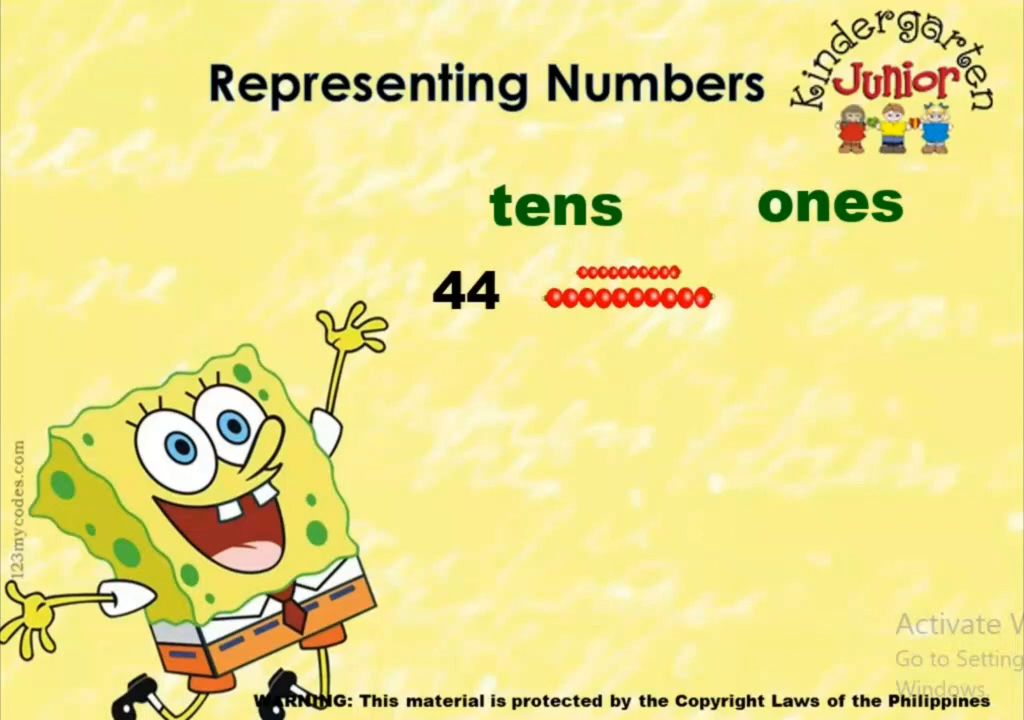 Kindergarten
Junior
Representing Numbers
tens ones
44
123mycodes.com
Activate W
Go to Setting
Windows.
WARNING: This material is protected by the Copyright Laws of the Philippines